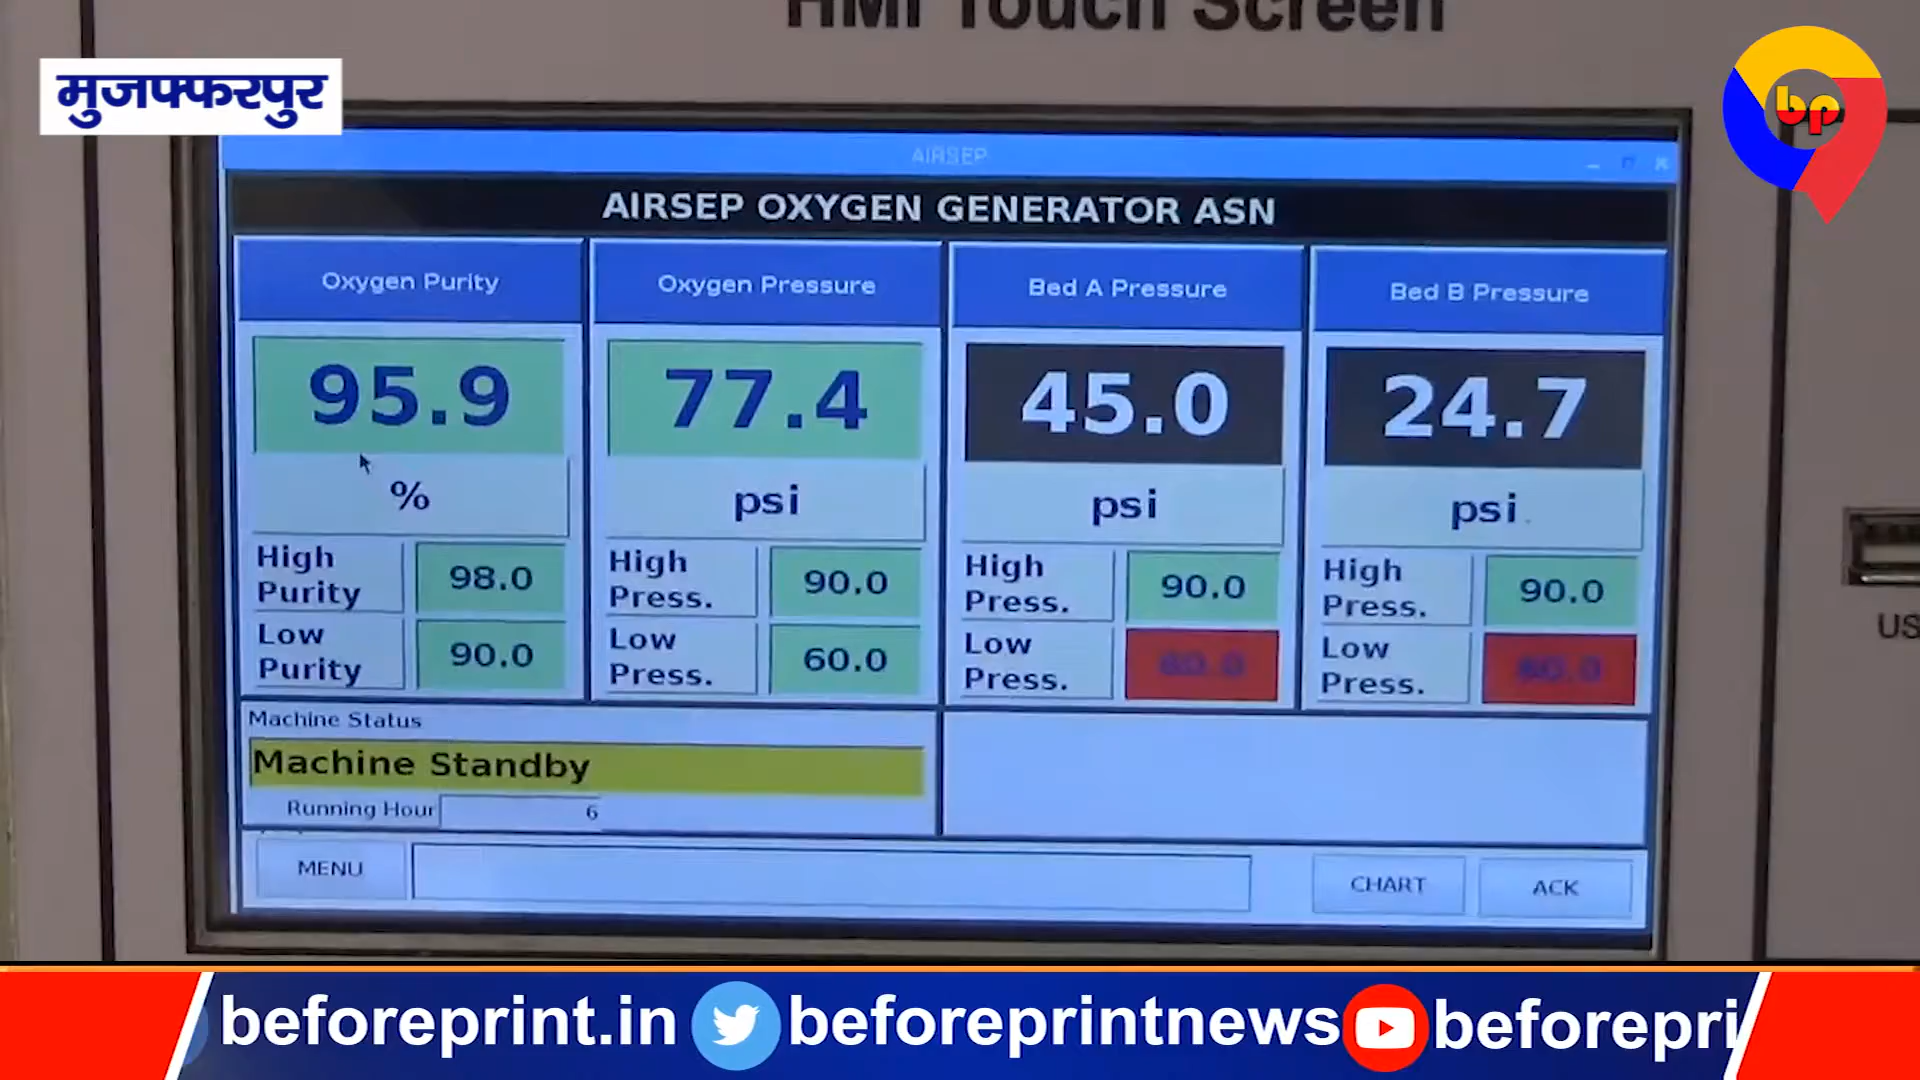 HMI Touch Screen
मुजफ्फरपुर
bp
AIRSEP
AIRSEP OXYGEN GENERATOR ASN
Oxygen Purity
Oxygen Pressure
Bed A Pressure
Bed B Pressure
95.9
77.4
45.0
24.7
%
psi
psi
psi
High Purity
98.0
High Press.
90.0
High Press.
90.0
High Press.
90.0
Low Purity
90.0
Low Press.
60.0
Low Press.
Low Press.
Machine Status
Machine Standby
Running Hour
6
MENU
CHART
ACK
US
beforeprint.in
beforeprintnews
beforepri